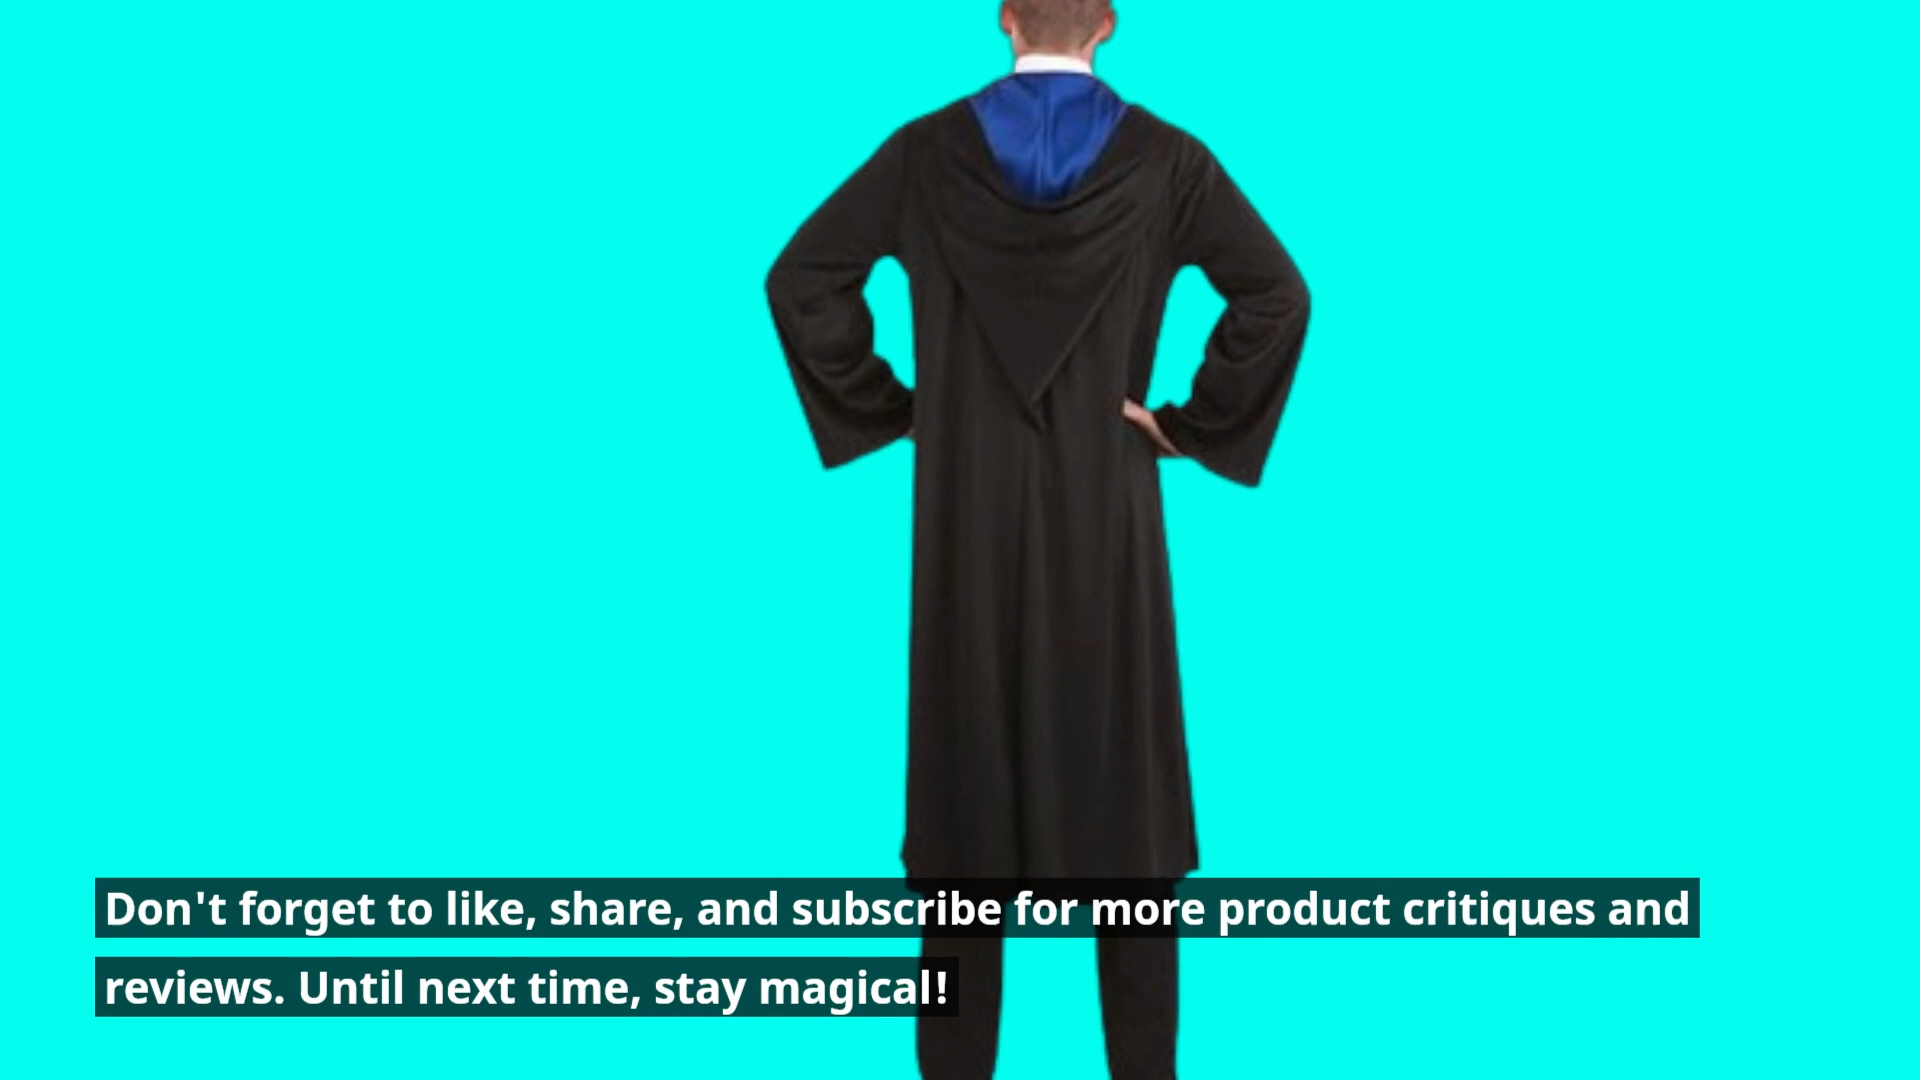 Don't forget to like, share, and subscribe for more product critiques and
reviews. Until next time, stay magical!